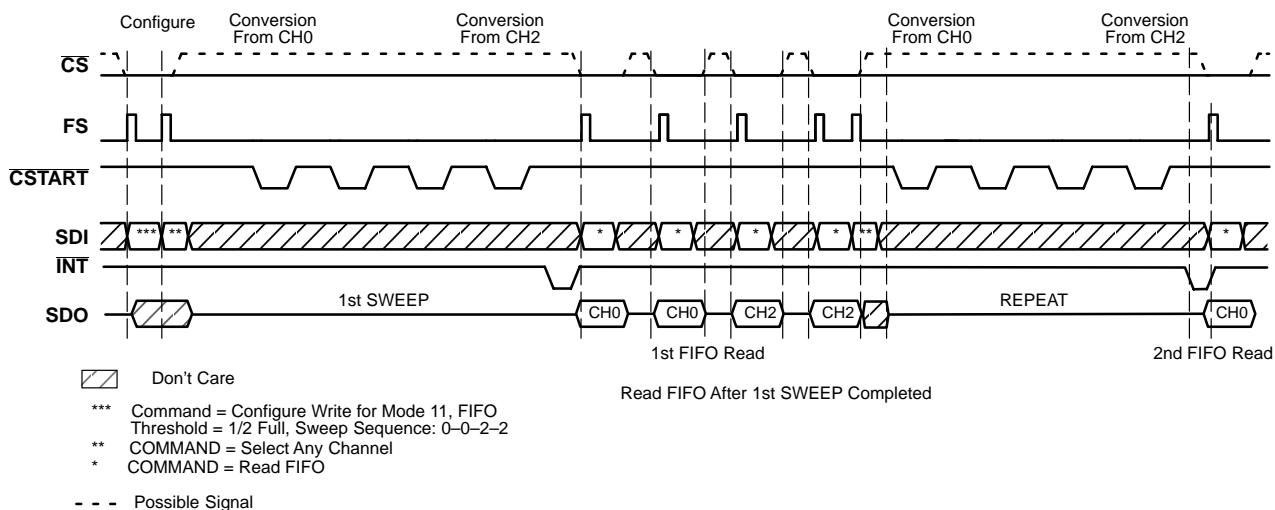 Configure
Conversion
From CH0
Conversion
From CH2
Conversion
From CH0
Conversion
From CH2
CS
FS
CSTART
SDI
*** ** * * * * ** *
INT
1st SWEEP
REPEAT
SDO
CH0 CH0 CH2 CH2 CH0
1st FIFO Read
2nd FIFO Read
Don't Care
Read FIFO After 1st SWEEP Completed
*** Command = Configure Write for Mode 11, FIFO
Threshold = 1/2 Full, Sweep Sequence: 0–0–2–2
** COMMAND = Select Any Channel
* COMMAND = Read FIFO
Possible Signal